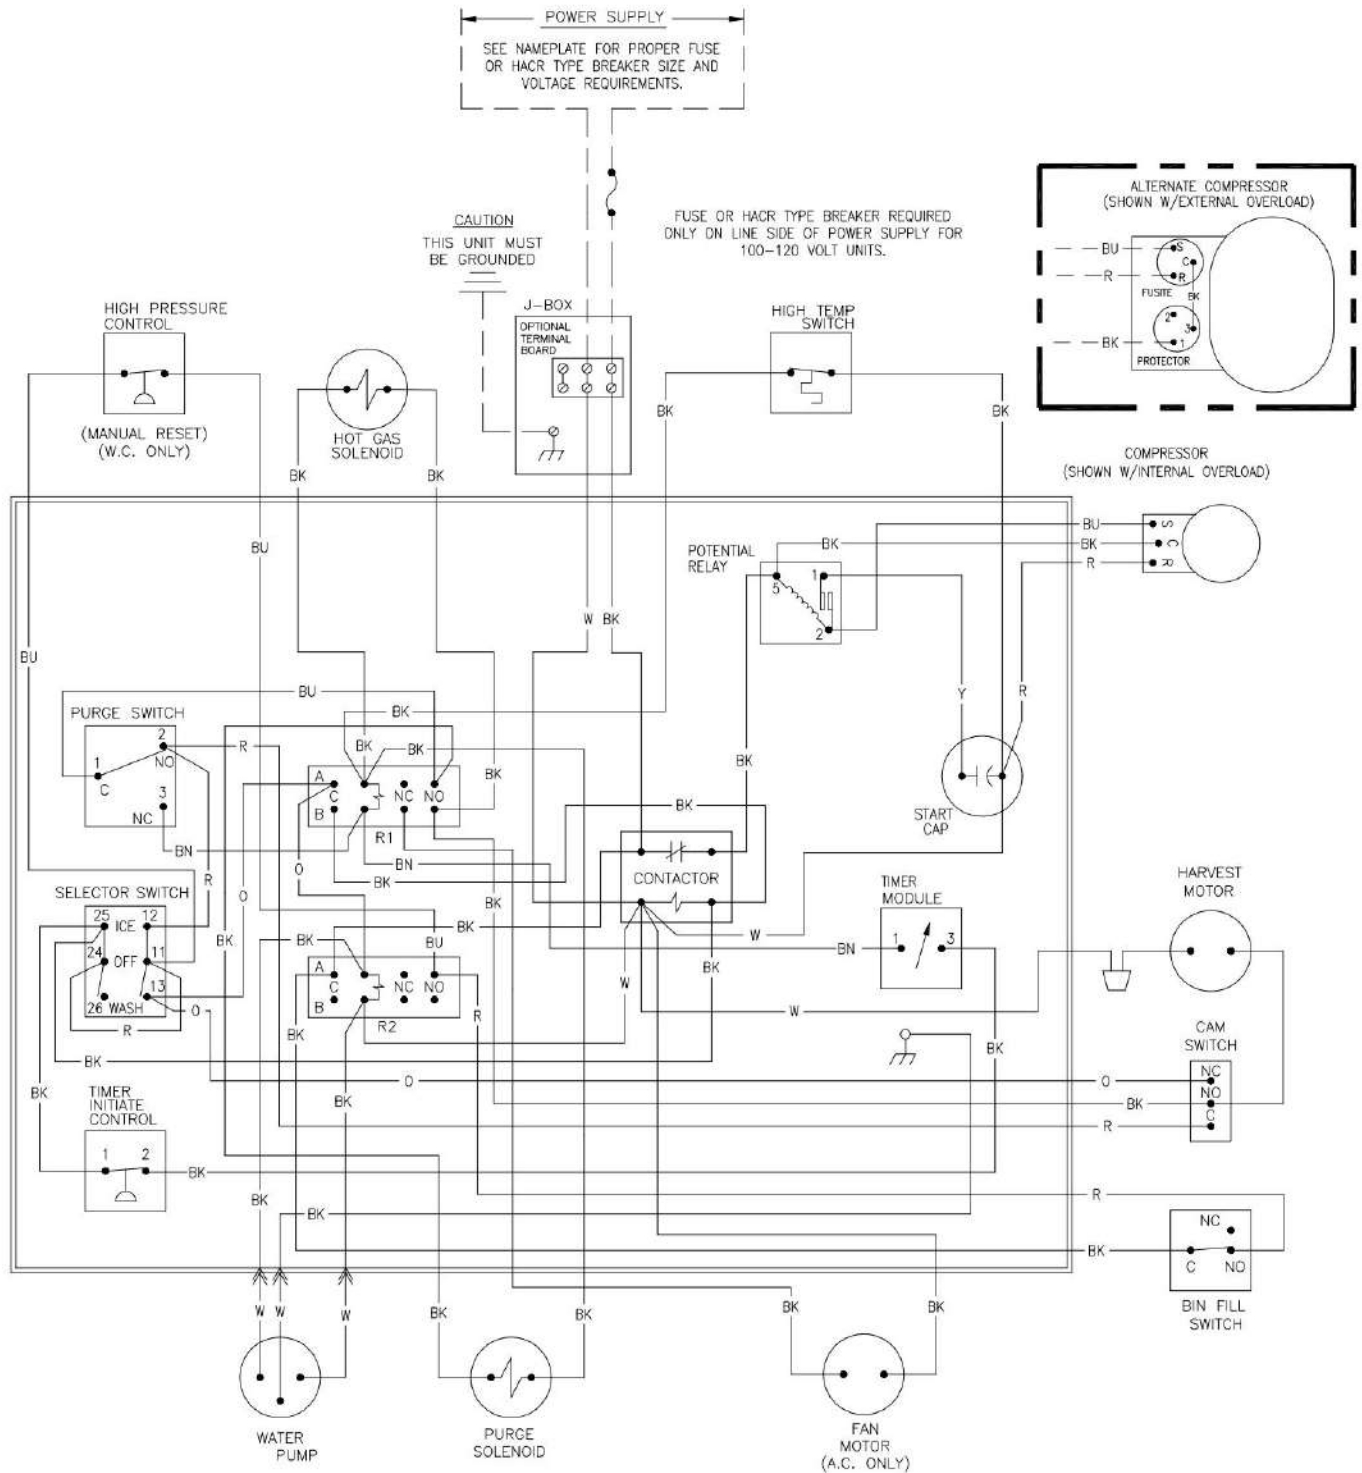 POWER SUPPLY
SEE NAMEPLATE FOR PROPER FUSE
OR HACR TYPE BREAKER SIZE AND
VOLTAGE REQUIREMENTS.
ALTERNATE COMPRESSOR
(SHOWN W/EXTERNAL OVERLOAD)
BU
S
C
R
R
FUSITE
BK
2
3
BK
1
PROTECTOR
FUSE OR HACR TYPE BREAKER REQUIRED
ONLY ON LINE SIDE OF POWER SUPPLY FOR
100-120 VOLT UNITS.
CAUTION
THIS UNIT MUST
BE GROUNDED
J-BOX
OPTIONAL
TERMINAL
BOARD
HIGH PRESSURE
CONTROL
(MANUAL RESET)
(W.C. ONLY)
HOT GAS
SOLENOID
HIGH TEMP
SWITCH
BK
BK
BK
BK
COMPRESSOR
(SHOWN W/INTERNAL OVERLOAD)
BU
BK
R
S
C
R
BK
POTENTIAL
RELAY
5
1
2
BU
BU
W BK
BU
BK
Y
R
PURGE SWITCH
1
C
2
NO
3
NC
R
BK
BK
BK
BK
A
C
NC
NO
B
R1
BK
START
CAP
BN
R
BN
BK
O
O
CONTACTOR
BK
SELECTOR SWITCH
25
ICE
12
24
OFF
11
26 WASH
13
R
O
BK
BK
BK
BU
A
C
NC
NO
B
R2
BK
R
W
BK
W
BN
TIMER
MODULE
1
3
HARVEST
MOTOR
W
BK
CAM
SWITCH
NC
NO
C
BK
O
O
BK
R
BK
BK
TIMER
INITIATE
CONTROL
1
2
BK
BK
BK
R
BK
NC
C
NO
BIN FILL
SWITCH
W
W
W
BK
BK
BK
BK
WATER
PUMP
PURGE
SOLENOID
FAN
MOTOR
(A.C. ONLY)